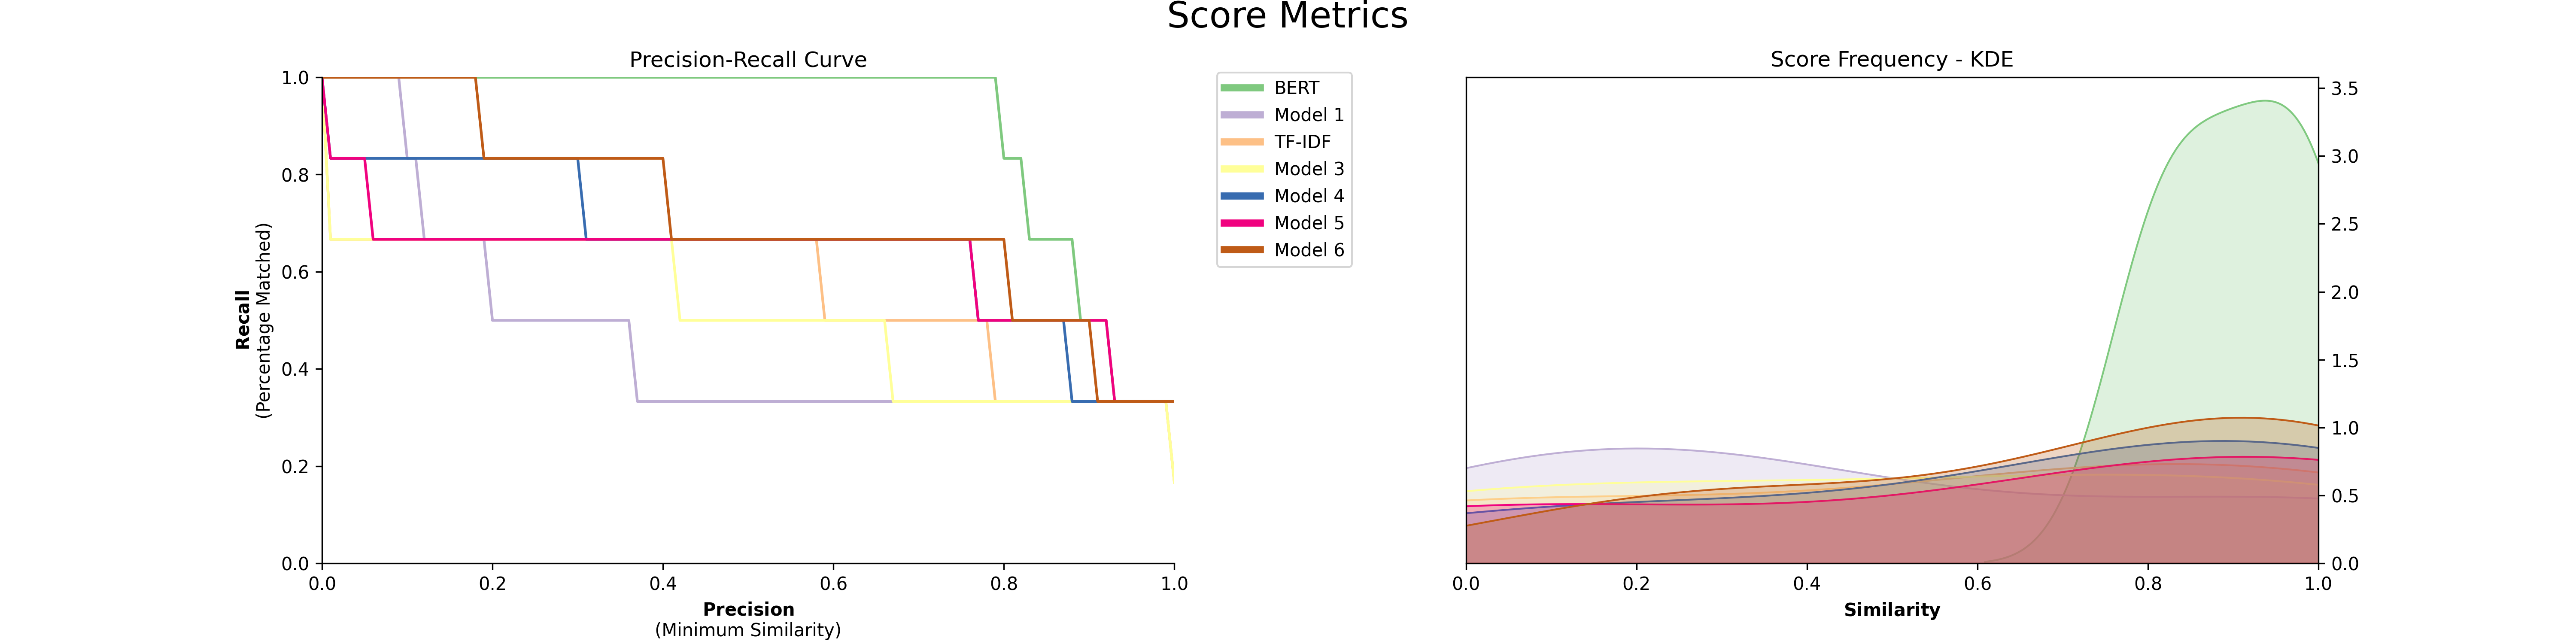 Score Metrics
Precision-Recall Curve
1.0
0.8
0.6
0.4
0.2
0.0
Recall
(Percentage Matched)
0.0 0.2 0.4 0.6 0.8 1.0
Precision
(Minimum Similarity)
BERT
Model 1
TF-IDF
Model 3
Model 4
Model 5
Model 6
Score Frequency - KDE
3.5
3.0
2.5
2.0
1.5
1.0
0.5
0.0
0.0 0.2 0.4 0.6 0.8 1.0
Similarity